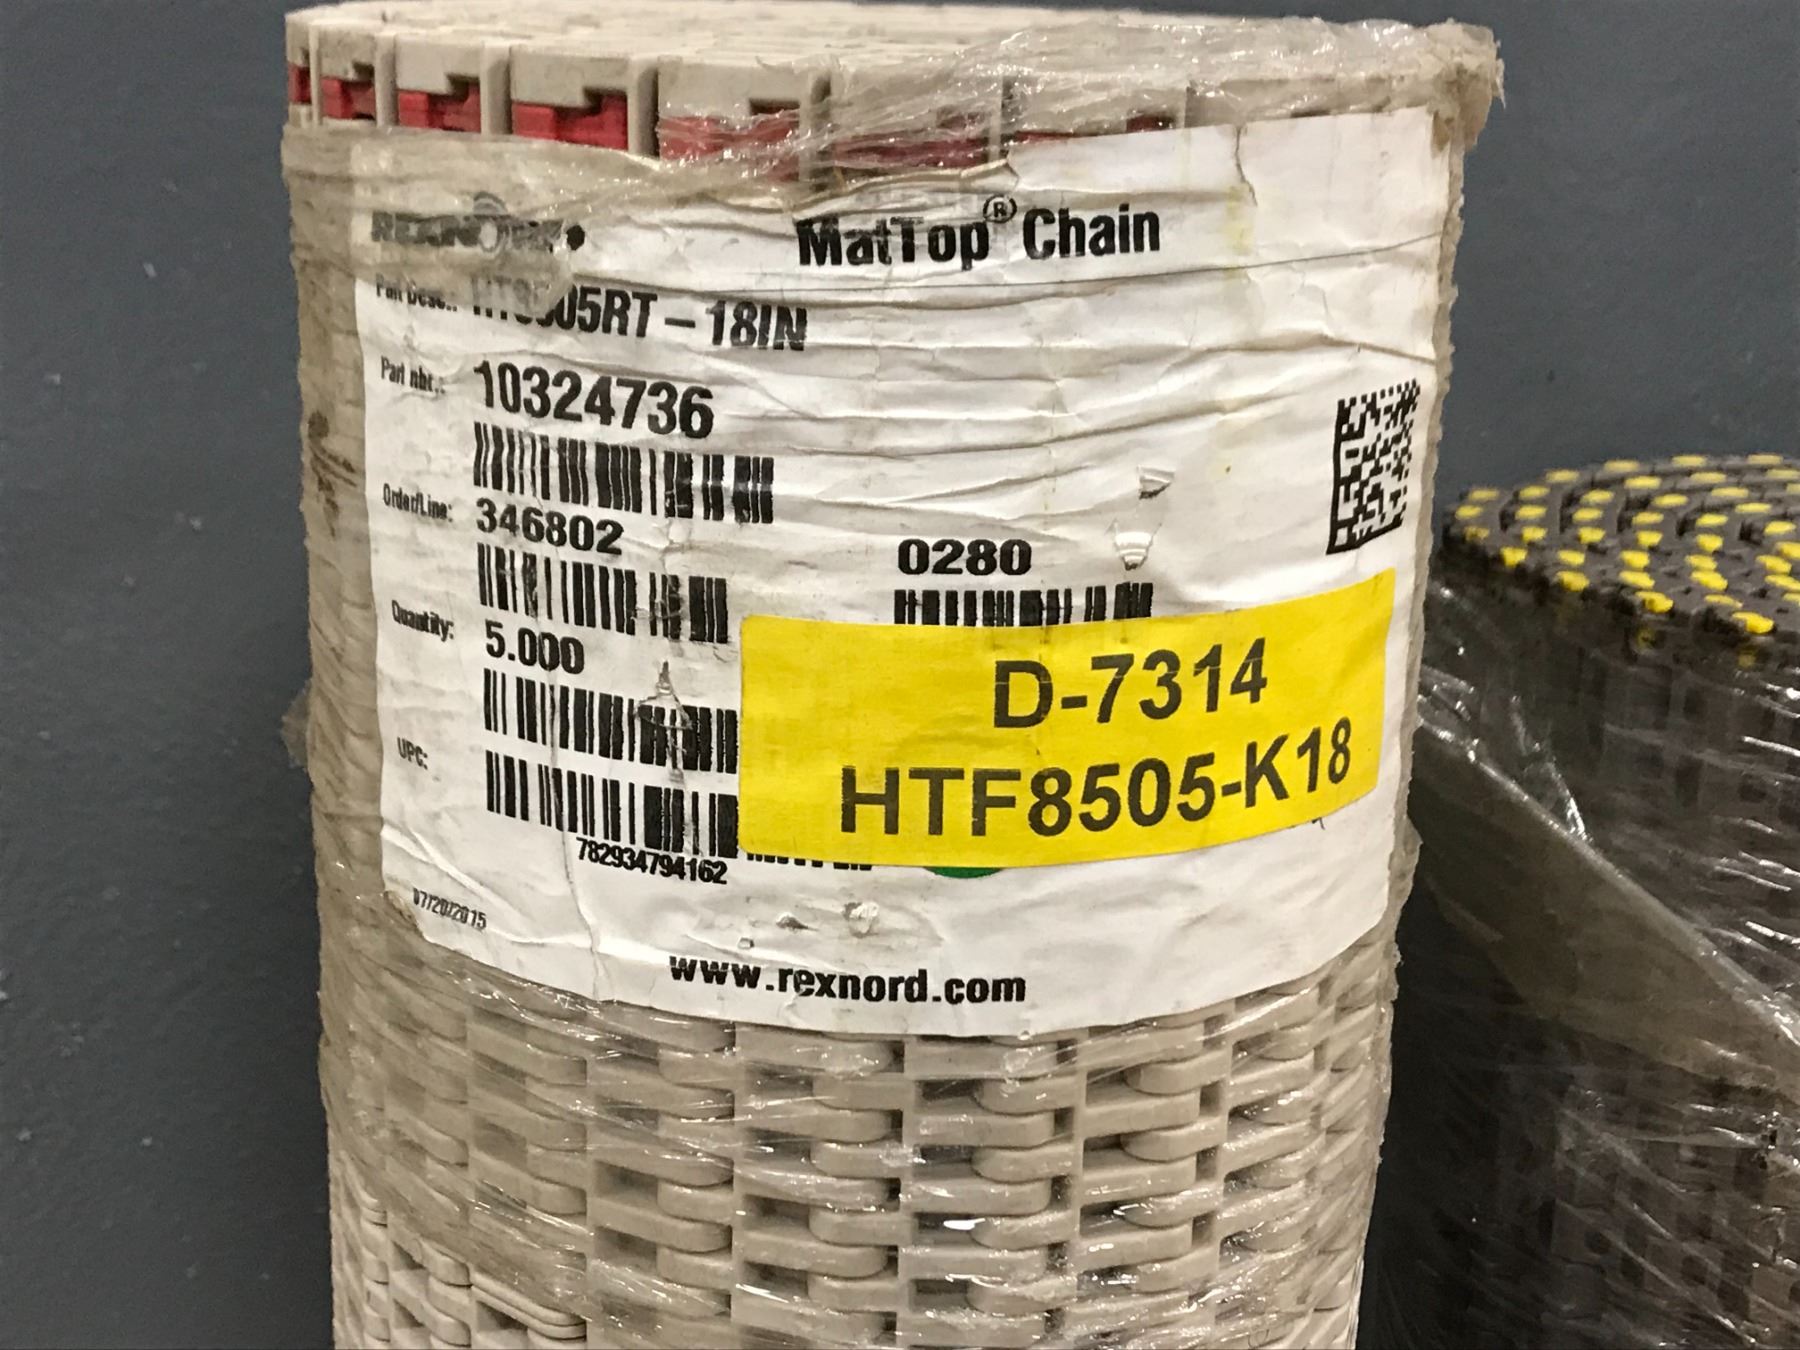 REXNORD
MatTop® Chain
Part Desc.: HT8505RT – 18IN
Part nbr.: 10324736
Order/Line: 346802 0280
Quantity: 5.000
UPC:
782934794162
07/20/2015
D-7314
HTF8505-K18
www.rexnord.com